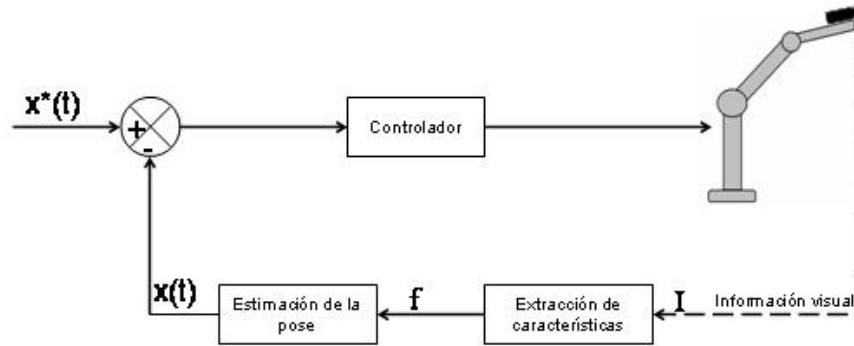 x*(t)
+
-
Controlador
x(t)
Estimación de la
pose
f
Extracción de
características
I
Información visual